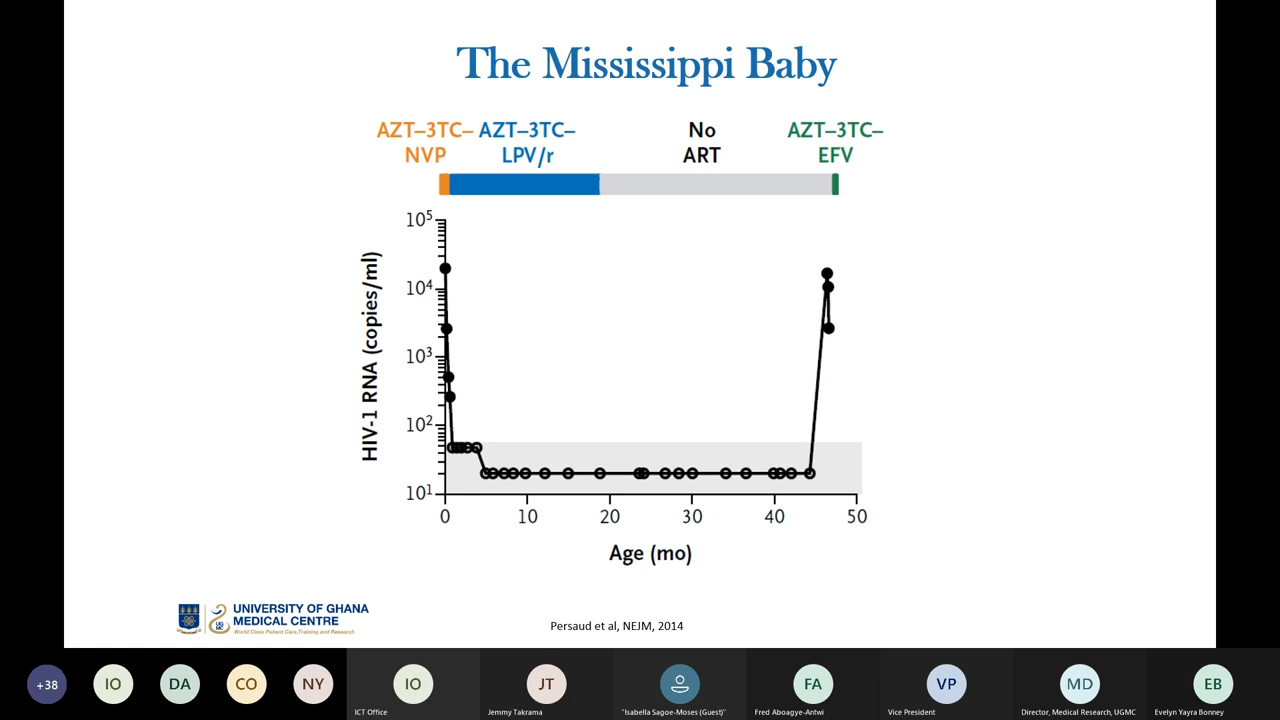 The Mississippi Baby
AZT–3TC– AZT–3TC– No AZT–3TC–
NVP LPV/r ART EFV
10⁵
10⁴
10³
10²
10¹
HIV-1 RNA (copies/ml)
0 10 20 30 40 50
Age (mo)
UNIVERSITY OF GHANA
MEDICAL CENTRE
World Class Patient Care,Training and Research
Persaud et al, NEJM, 2014
+38 IO DA CO NY IO JT FA VP MD EB
ICT Office Jemmy Takrama "Isabella Sagoe-Moses (Guest)" Fred Aboagye-Antwi Vice President Director, Medical Research, UGMC Evelyn Yayra Bonney